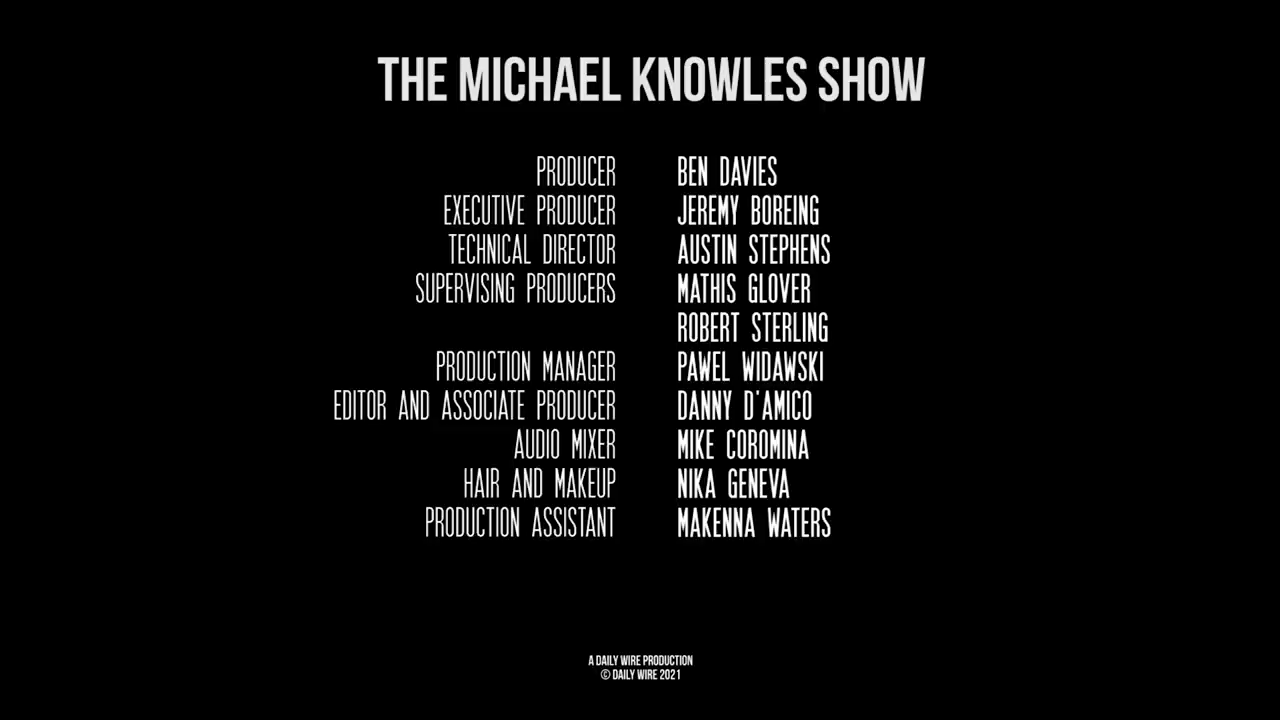 THE MICHAEL KNOWLES SHOW
PRODUCER BEN DAVIES
EXECUTIVE PRODUCER JEREMY BOREING
TECHNICAL DIRECTOR AUSTIN STEPHENS
SUPERVISING PRODUCERS MATHIS GLOVER
ROBERT STERLING
PRODUCTION MANAGER PAWEL WIDAWSKI
EDITOR AND ASSOCIATE PRODUCER DANNY D'AMICO
AUDIO MIXER MIKE COROMINA
HAIR AND MAKEUP NIKA GENEVA
PRODUCTION ASSISTANT MAKENNA WATERS
A DAILY WIRE PRODUCTION
© DAILY WIRE 2021